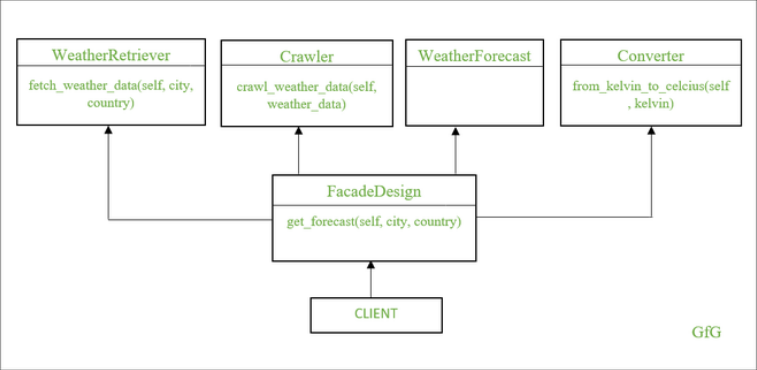 WeatherRetriever
fetch_weather_data(self, city,
country)
Crawler
crawl_weather_data(self,
weather_data)
WeatherForecast
Converter
from_kelvin_to_celcius(self
, kelvin)
FacadeDesign
get_forecast(self, city, country)
CLIENT
GfG